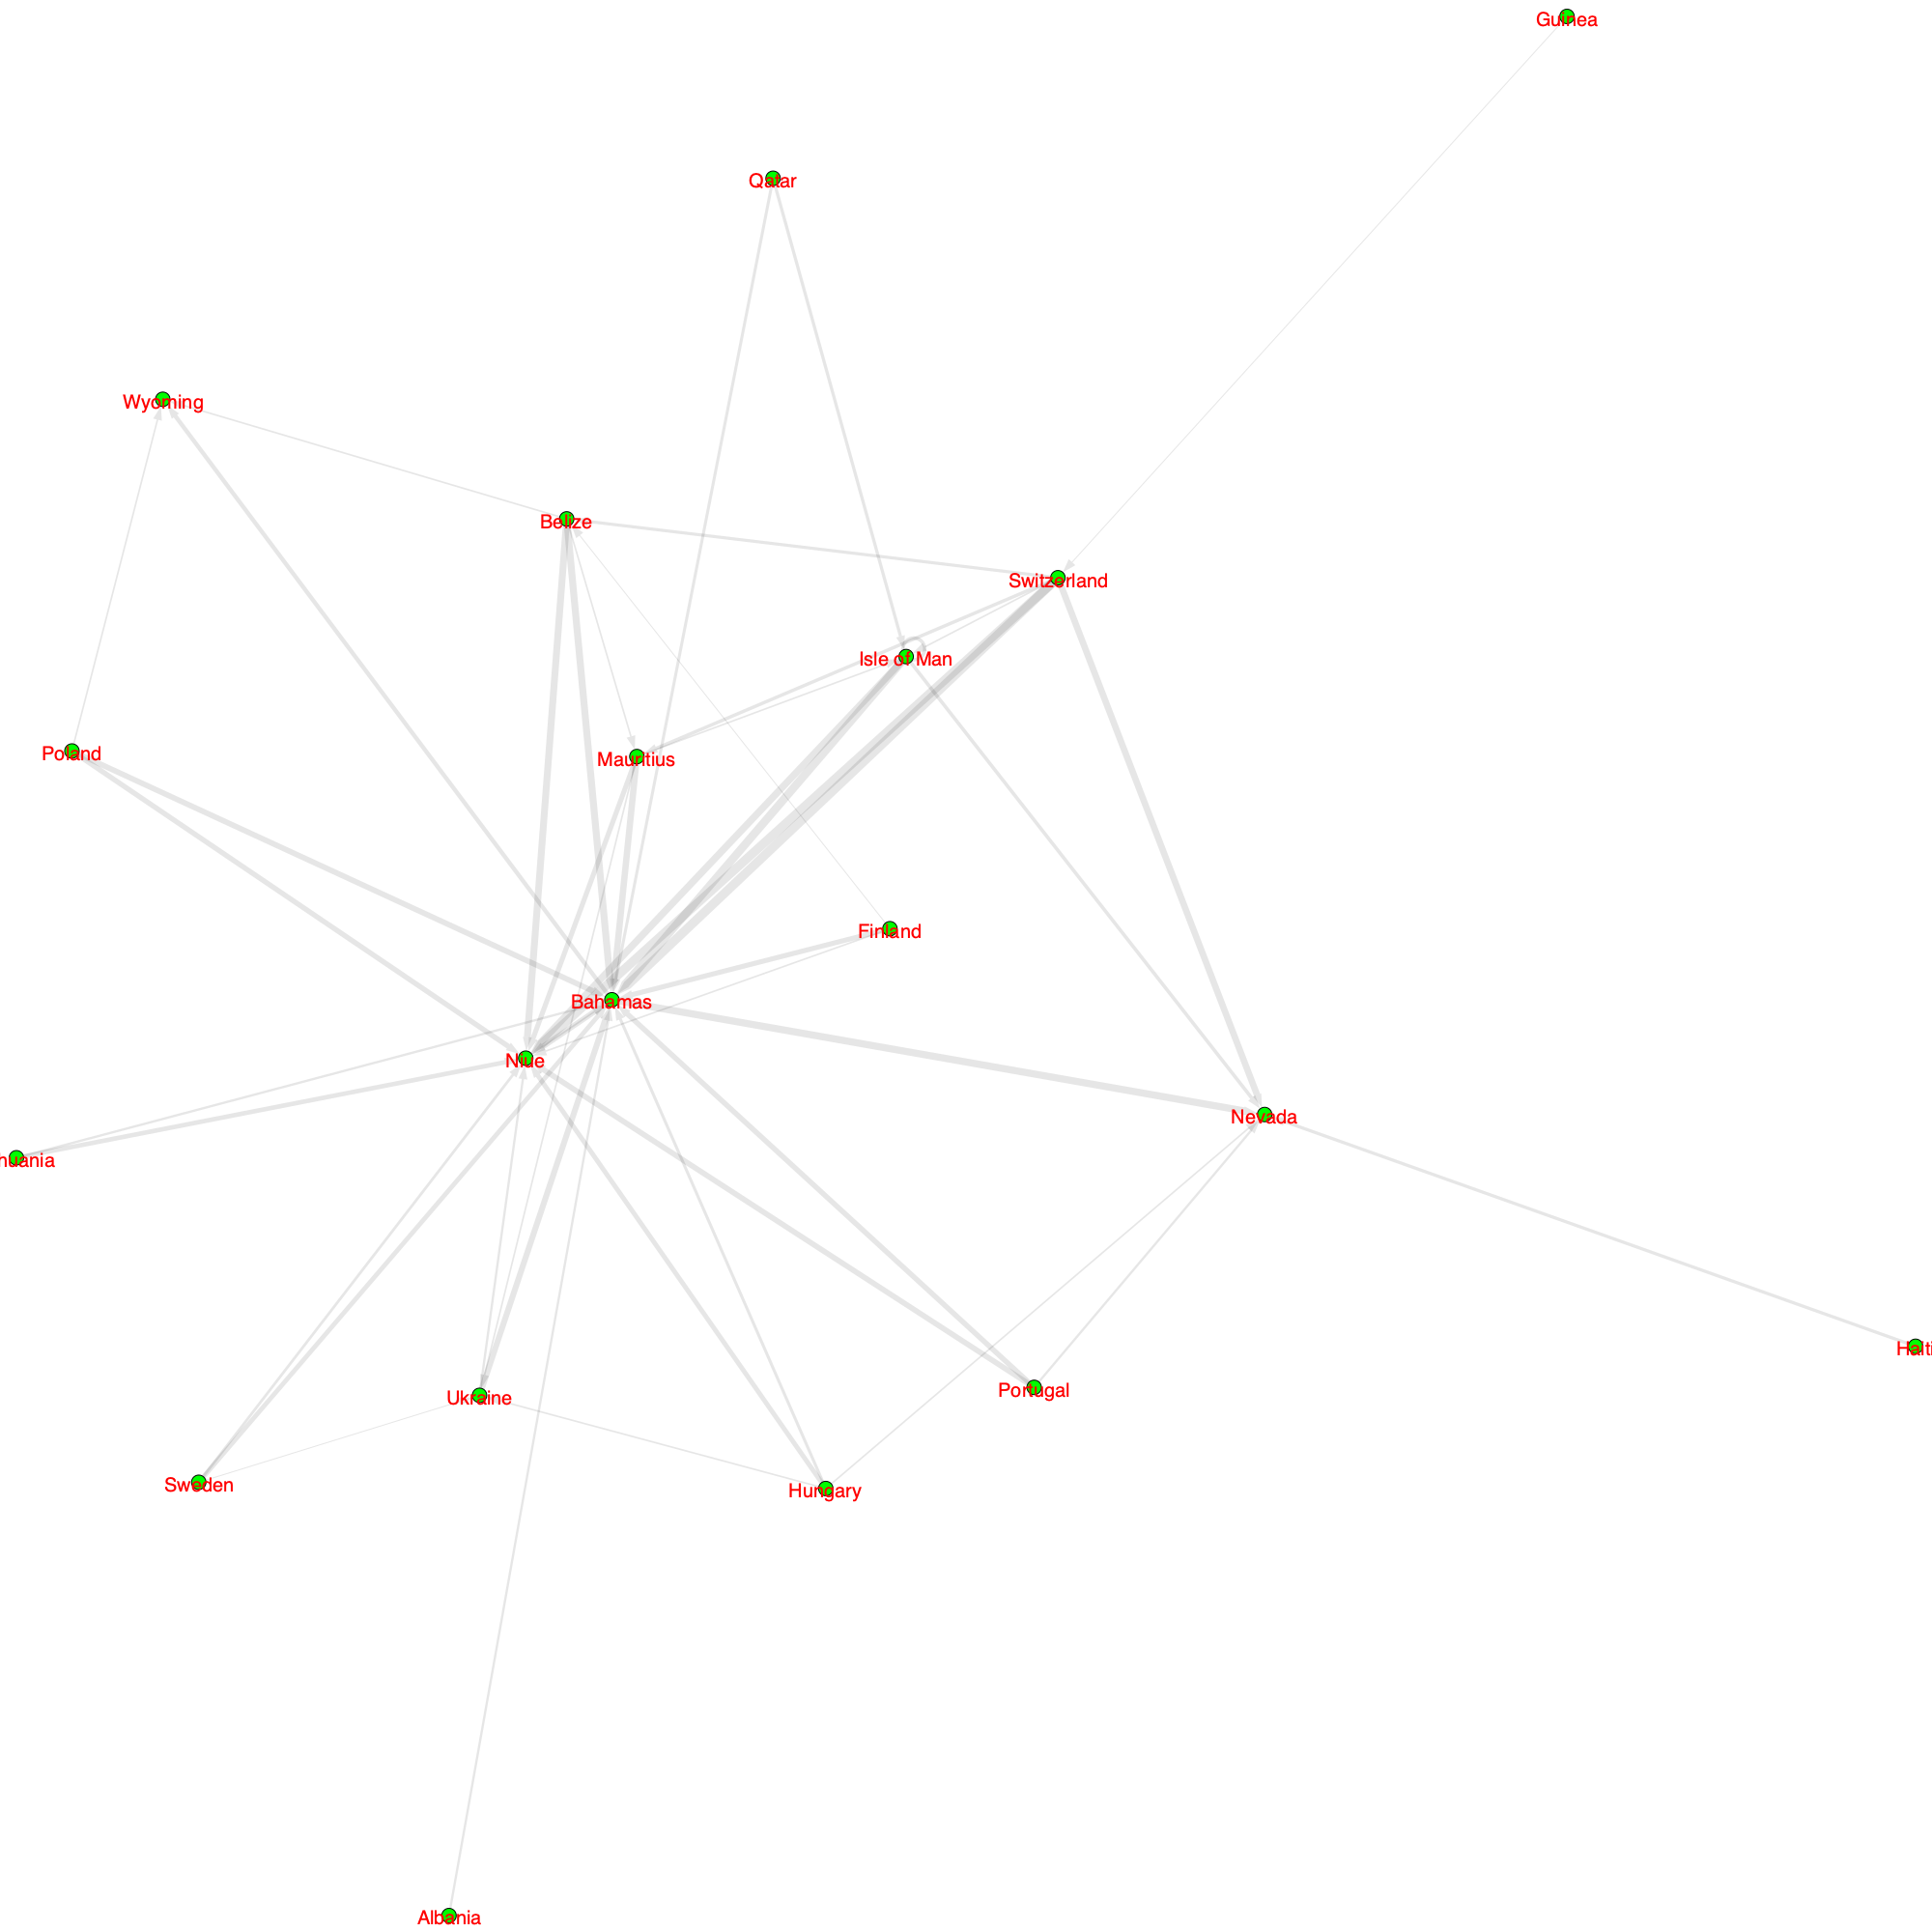 Guinea
Qatar
Wyoming
Belize
Switzerland
Isle of Man
Poland
Mauritius
Finland
Bahamas
Niue
Nevada
huania
Haiti
Portugal
Ukraine
Sweden
Hungary
Albania